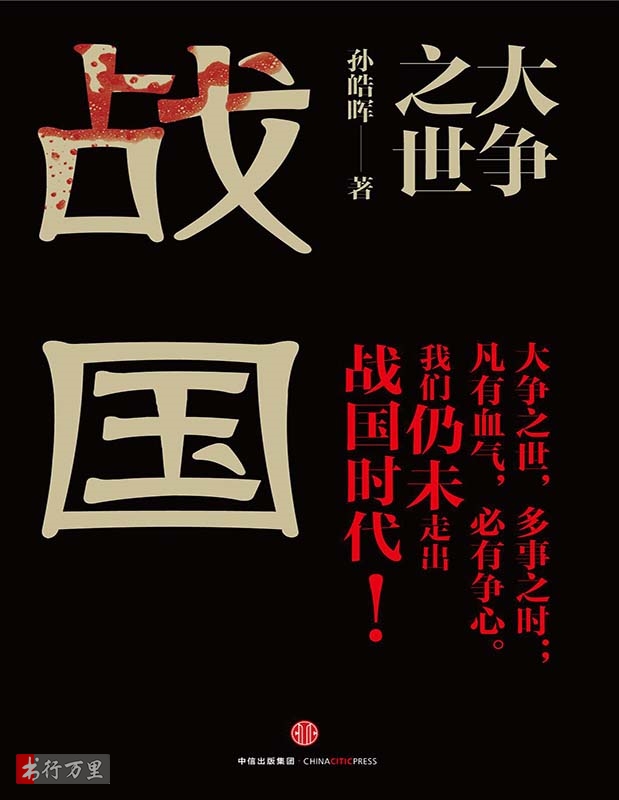 大争
之世
孙皓晖——著
战国
大争之世，多事之时；
凡有血气，必有争心。
我们仍未走出
战国时代！
中信出版集团·CHINACITICPRESS
书行万里